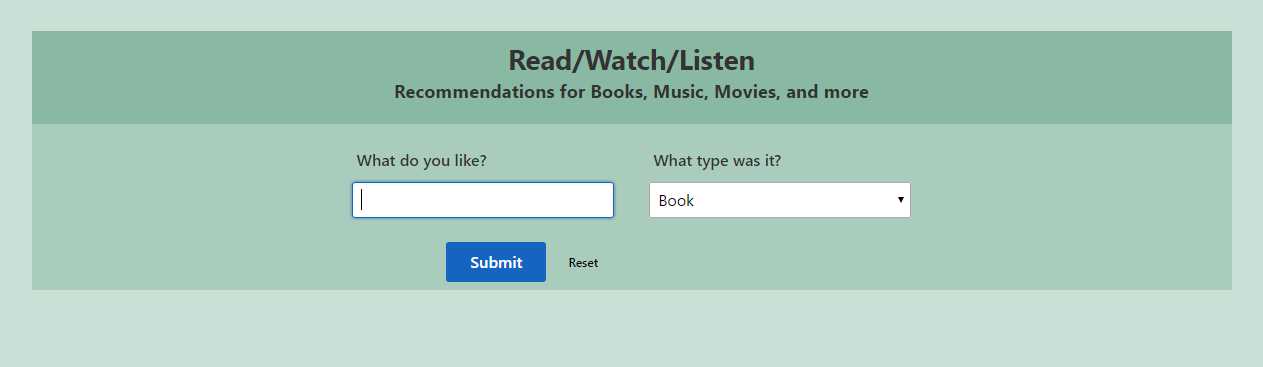 Read/Watch/Listen
Recommendations for Books, Music, Movies, and more
What do you like?
What type was it?
Book
Submit
Reset